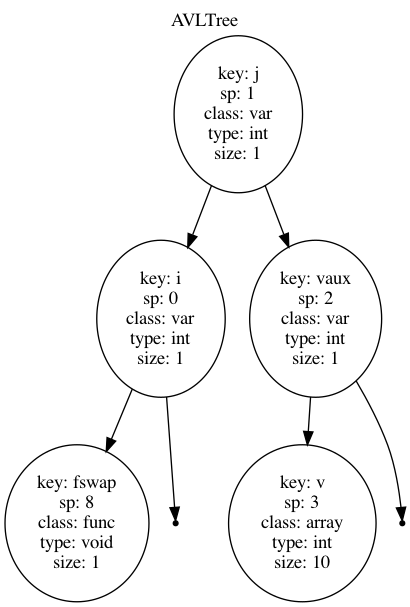 AVLTree
key: j
sp: 1
class: var
type: int
size: 1
key: i
sp: 0
class: var
type: int
size: 1
key: vaux
sp: 2
class: var
type: int
size: 1
key: fswap
sp: 8
class: func
type: void
size: 1
key: v
sp: 3
class: array
type: int
size: 10